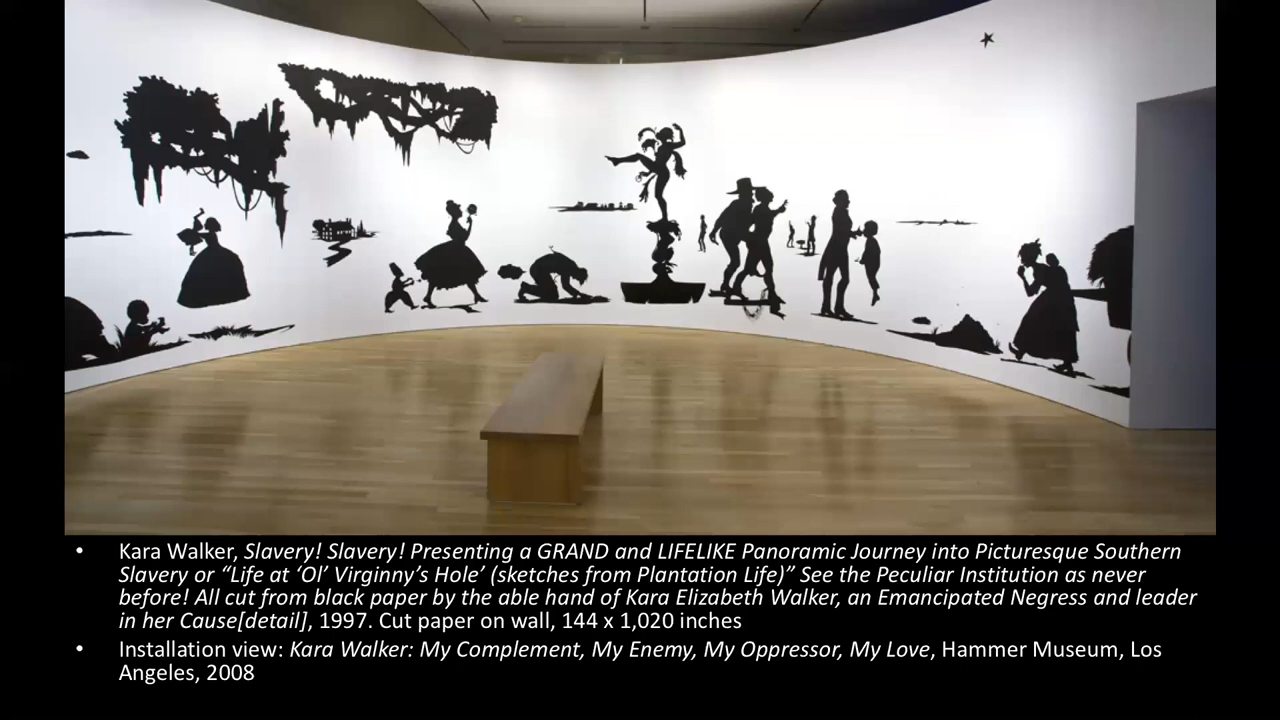 • Kara Walker, Slavery! Slavery! Presenting a GRAND and LIFELIKE Panoramic Journey into Picturesque Southern
Slavery or “Life at ‘Ol’ Virginny’s Hole’ (sketches from Plantation Life)” See the Peculiar Institution as never
before! All cut from black paper by the able hand of Kara Elizabeth Walker, an Emancipated Negress and leader
in her Cause[detail], 1997. Cut paper on wall, 144 x 1,020 inches
• Installation view: Kara Walker: My Complement, My Enemy, My Oppressor, My Love, Hammer Museum, Los
Angeles, 2008